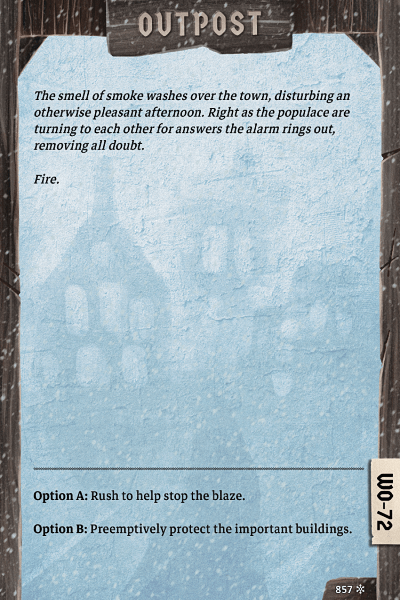 OUTPOST
The smell of smoke washes over the town, disturbing an
otherwise pleasant afternoon. Right as the populace are
turning to each other for answers the alarm rings out,
removing all doubt.
Fire.
Option A: Rush to help stop the blaze.
Option B: Preemptively protect the important buildings.
WO-72
857